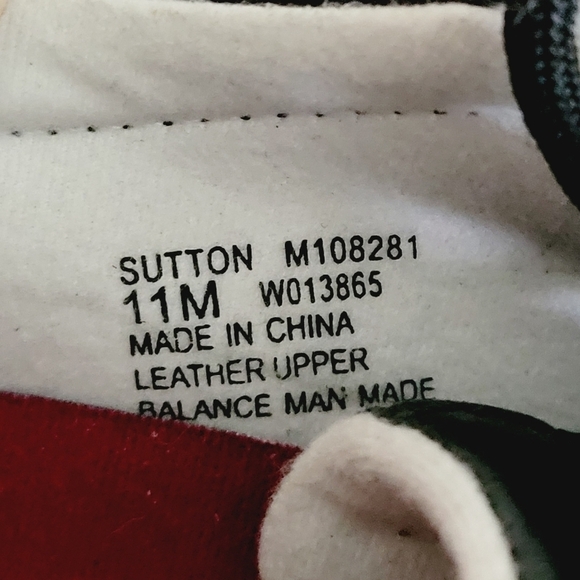 SUTTON M108281
11M W013865
MADE IN CHINA
LEATHER UPPER
BALANCE MAN MADE